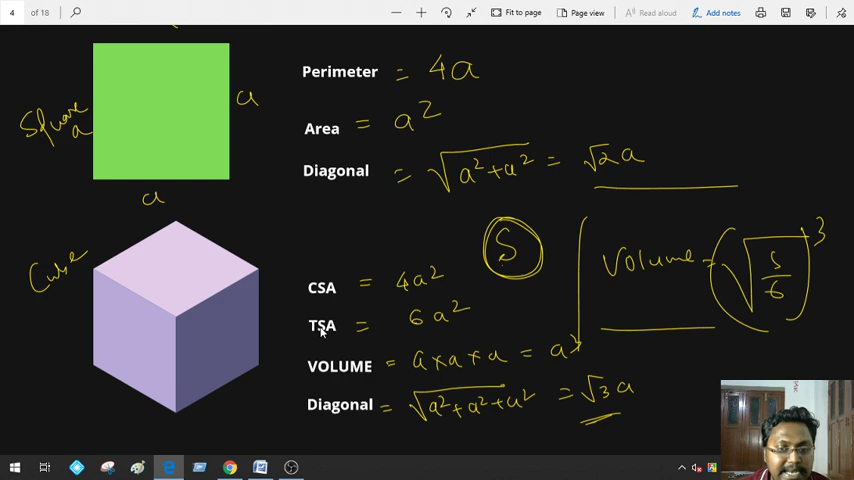 4 of 18
Fit to page
Page view
Read aloud
Add notes
Square
a
a
a
Perimeter = 4a
Area = a²
Diagonal = √a²+a² = √2a
Cube
S
Volume = (√S/6)³
CSA = 4a²
TSA = 6a²
VOLUME = a×a×a = a³
Diagonal = √a²+a²+a² = √3a